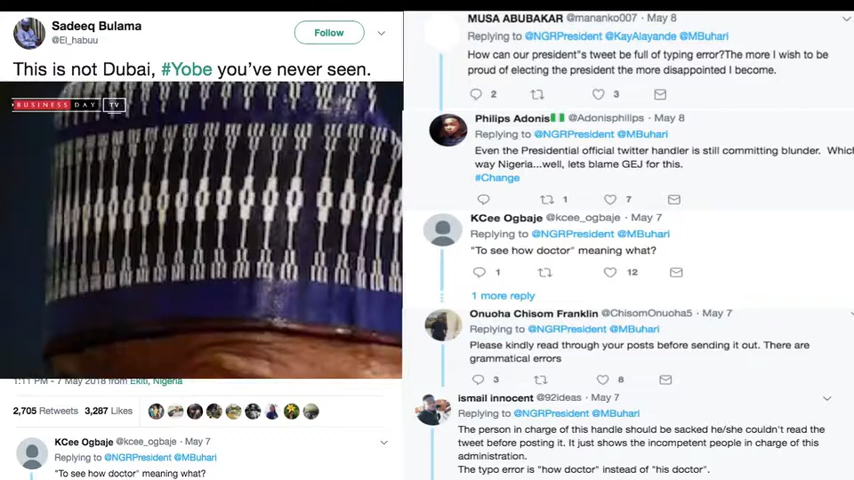 Sadeeq Bulama
@El_habuu
Follow
This is not Dubai, #Yobe you've never seen.
BUSINESS DAY TV
1:11 PM - 7 May 2018 from Ekiti, Nigeria
2,705 Retweets 3,287 Likes
KCee Ogbaje @kcee_ogbaje · May 7
Replying to @NGRPresident @MBuhari
"To see how doctor" meaning what?
MUSA ABUBAKAR @mananko007 · May 8
Replying to @NGRPresident @KayAlayande @MBuhari
How can our president"s tweet be full of typing error?The more I wish to be
proud of electing the president the more disappointed I become.
2 3
Philips Adonis @Adonisphilips · May 8
Replying to @NGRPresident @MBuhari
Even the Presidential official twitter handler is still committing blunder. Which
way Nigeria...well, lets blame GEJ for this.
#Change
1 7
KCee Ogbaje @kcee_ogbaje · May 7
Replying to @NGRPresident @MBuhari
"To see how doctor" meaning what?
1 12
1 more reply
Onuoha Chisom Franklin @ChisomOnuoha5 · May 7
Replying to @NGRPresident @MBuhari
Please kindly read through your posts before sending it out. There are
grammatical errors
3 8
ismail innocent @92ideas · May 7
Replying to @NGRPresident @MBuhari
The person in charge of this handle should be sacked he/she couldn't read the
tweet before posting it. It just shows the incompetent people in charge of this
administration.
The typo error is "how doctor" instead of "his doctor".